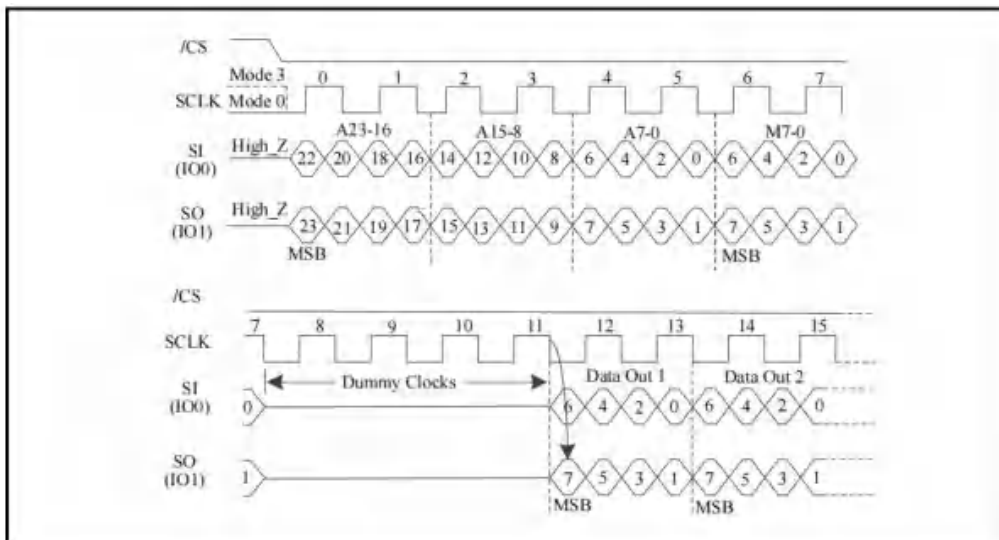 /CS
Mode 3 0 1 2 3 4 5 6 7
SCLK Mode 0
A23-16 A15-8 A7-0 M7-0
SI (IO0) High_Z 22 20 18 16 14 12 10 8 6 4 2 0 6 4 2 0
SO (IO1) High_Z 23 21 19 17 15 13 11 9 7 5 3 1 7 5 3 1
MSB MSB
/CS
7 8 9 10 11 12 13 14 15
SCLK
Dummy Clocks Data Out 1 Data Out 2
SI (IO0) 0 6 4 2 0 6 4 2 0
SO (IO1) 1 7 5 3 1 7 5 3 1
MSB MSB